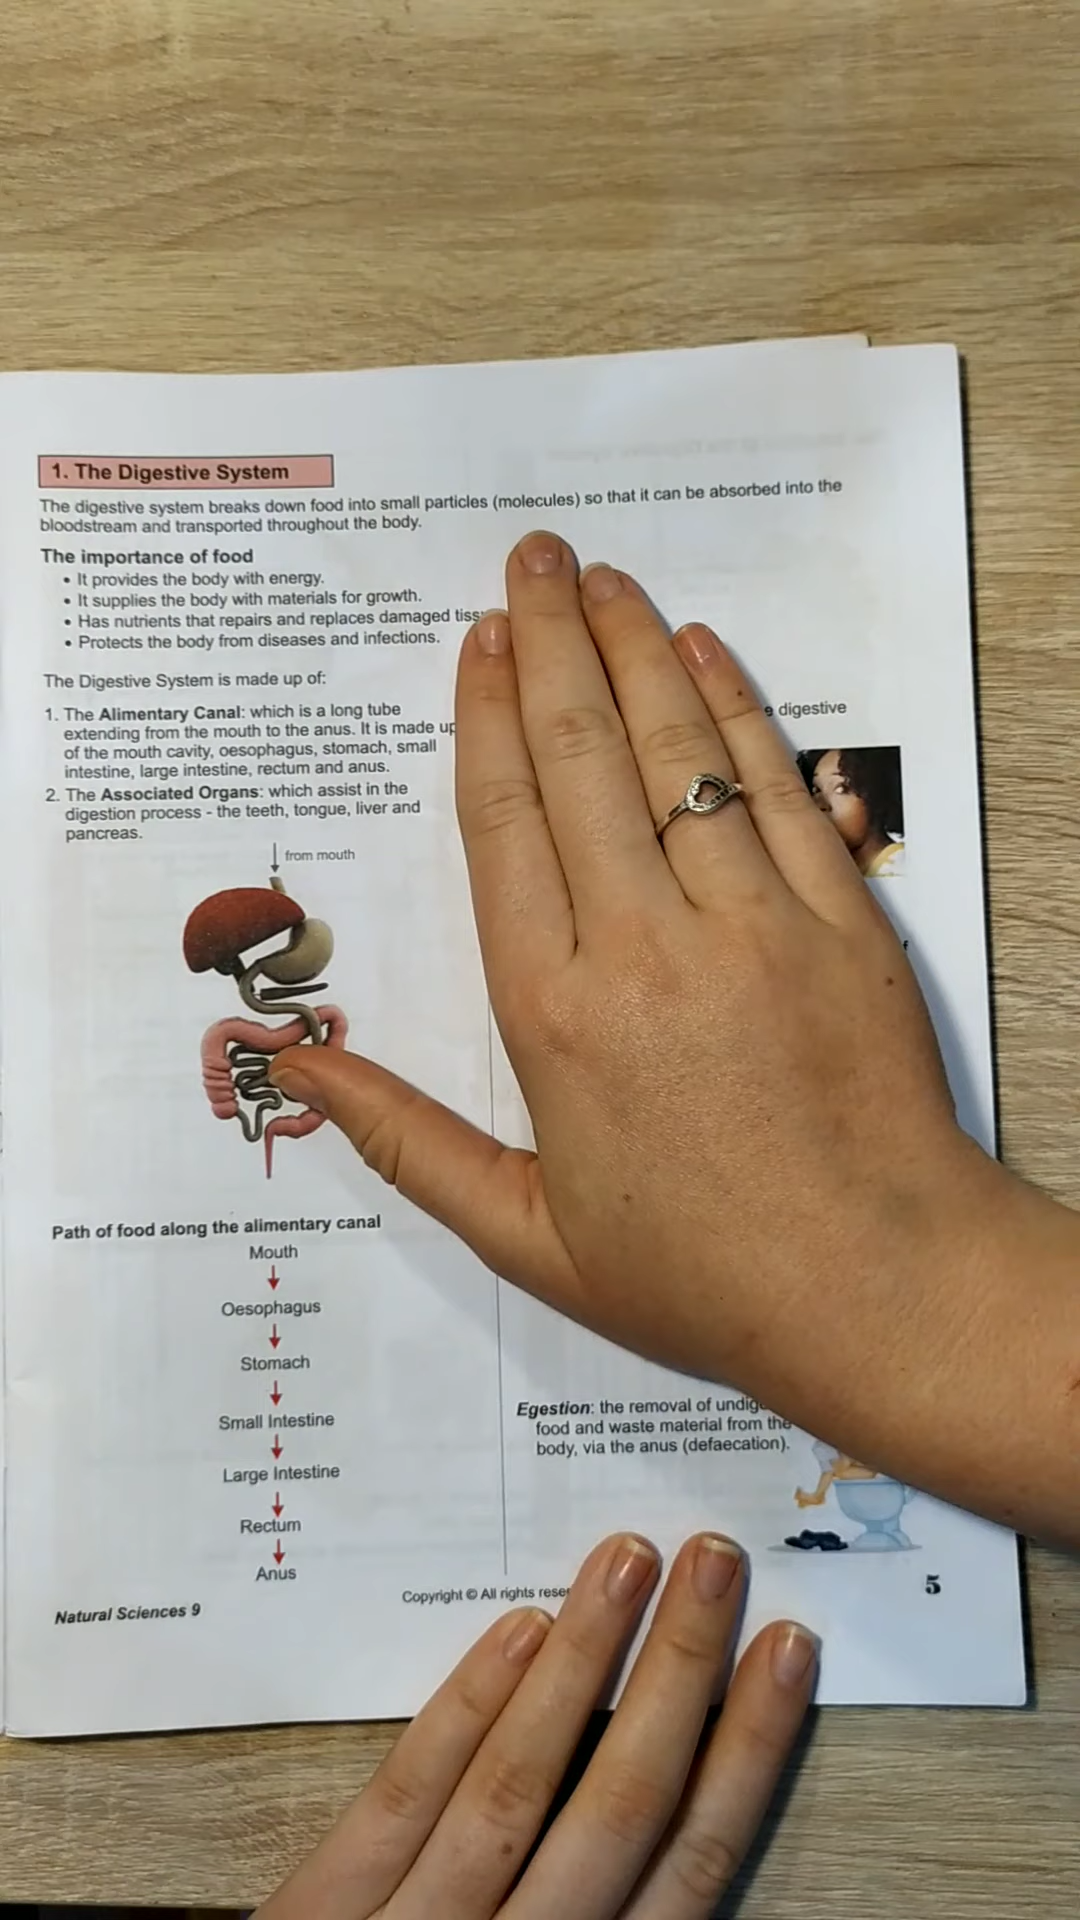 1. The Digestive System
The digestive system breaks down food into small particles (molecules) so that it can be absorbed into the
bloodstream and transported throughout the body.
The importance of food
• It provides the body with energy.
• It supplies the body with materials for growth.
• Has nutrients that repairs and replaces damaged
• Protects the body from diseases and infections.
The Digestive System is made up of:
1. The Alimentary Canal: which is a long tube
extending from the mouth to the anus. It is made up
of the mouth cavity, oesophagus, stomach, small
intestine, large intestine, rectum and anus.
2. The Associated Organs: which assist in the
digestion process - the teeth, tongue, liver and
pancreas.
from mouth
Path of food along the alimentary canal
Mouth
Oesophagus
Stomach
Small Intestine
Large Intestine
Rectum
Anus
digestive
Egestion: the removal of
food and waste material from the
body, via the anus (defaecation).
Natural Sciences 9
Copyright © All rights
5